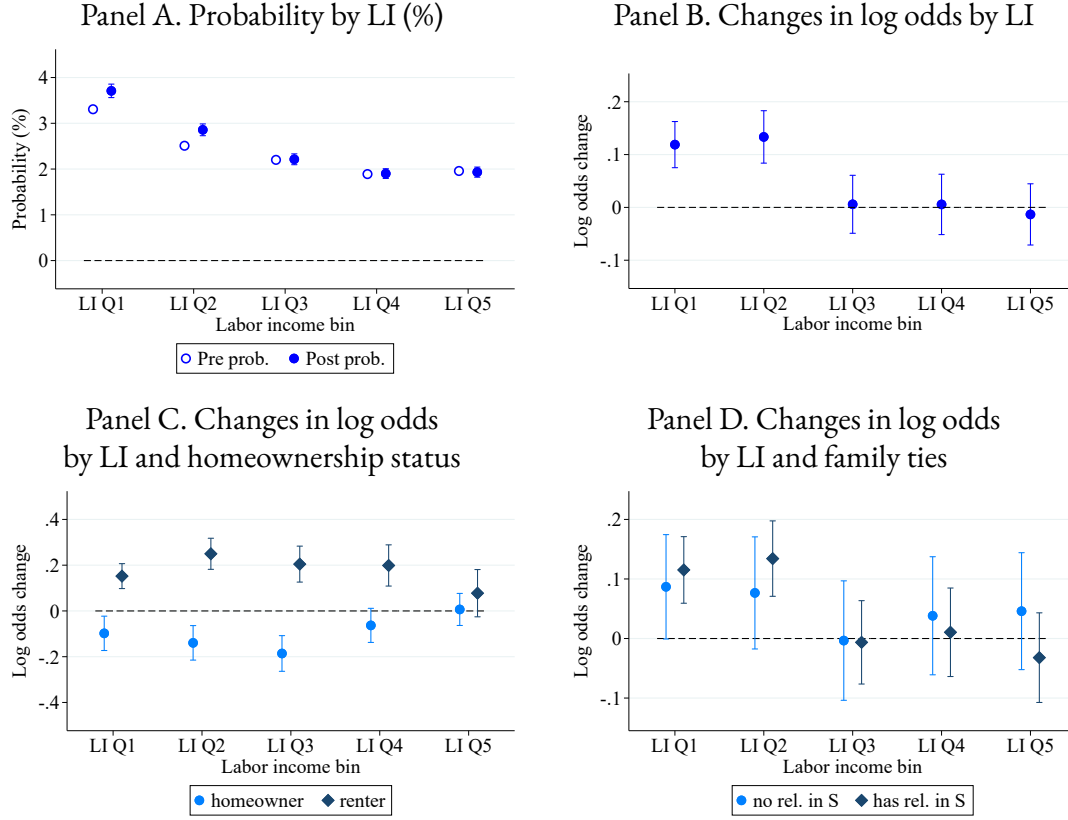 Panel A. Probability by LI (%)
Probability (%)
4
3
2
1
0
LI Q1 LI Q2 LI Q3 LI Q4 LI Q5
Labor income bin
Pre prob. Post prob.
Panel B. Changes in log odds by LI
Log odds change
.2
.1
0
-.1
LI Q1 LI Q2 LI Q3 LI Q4 LI Q5
Labor income bin
Panel C. Changes in log odds
by LI and homeownership status
Log odds change
.4
.2
0
-.2
-.4
LI Q1 LI Q2 LI Q3 LI Q4 LI Q5
Labor income bin
homeowner renter
Panel D. Changes in log odds
by LI and family ties
Log odds change
.2
.1
0
-.1
LI Q1 LI Q2 LI Q3 LI Q4 LI Q5
Labor income bin
no rel. in S has rel. in S